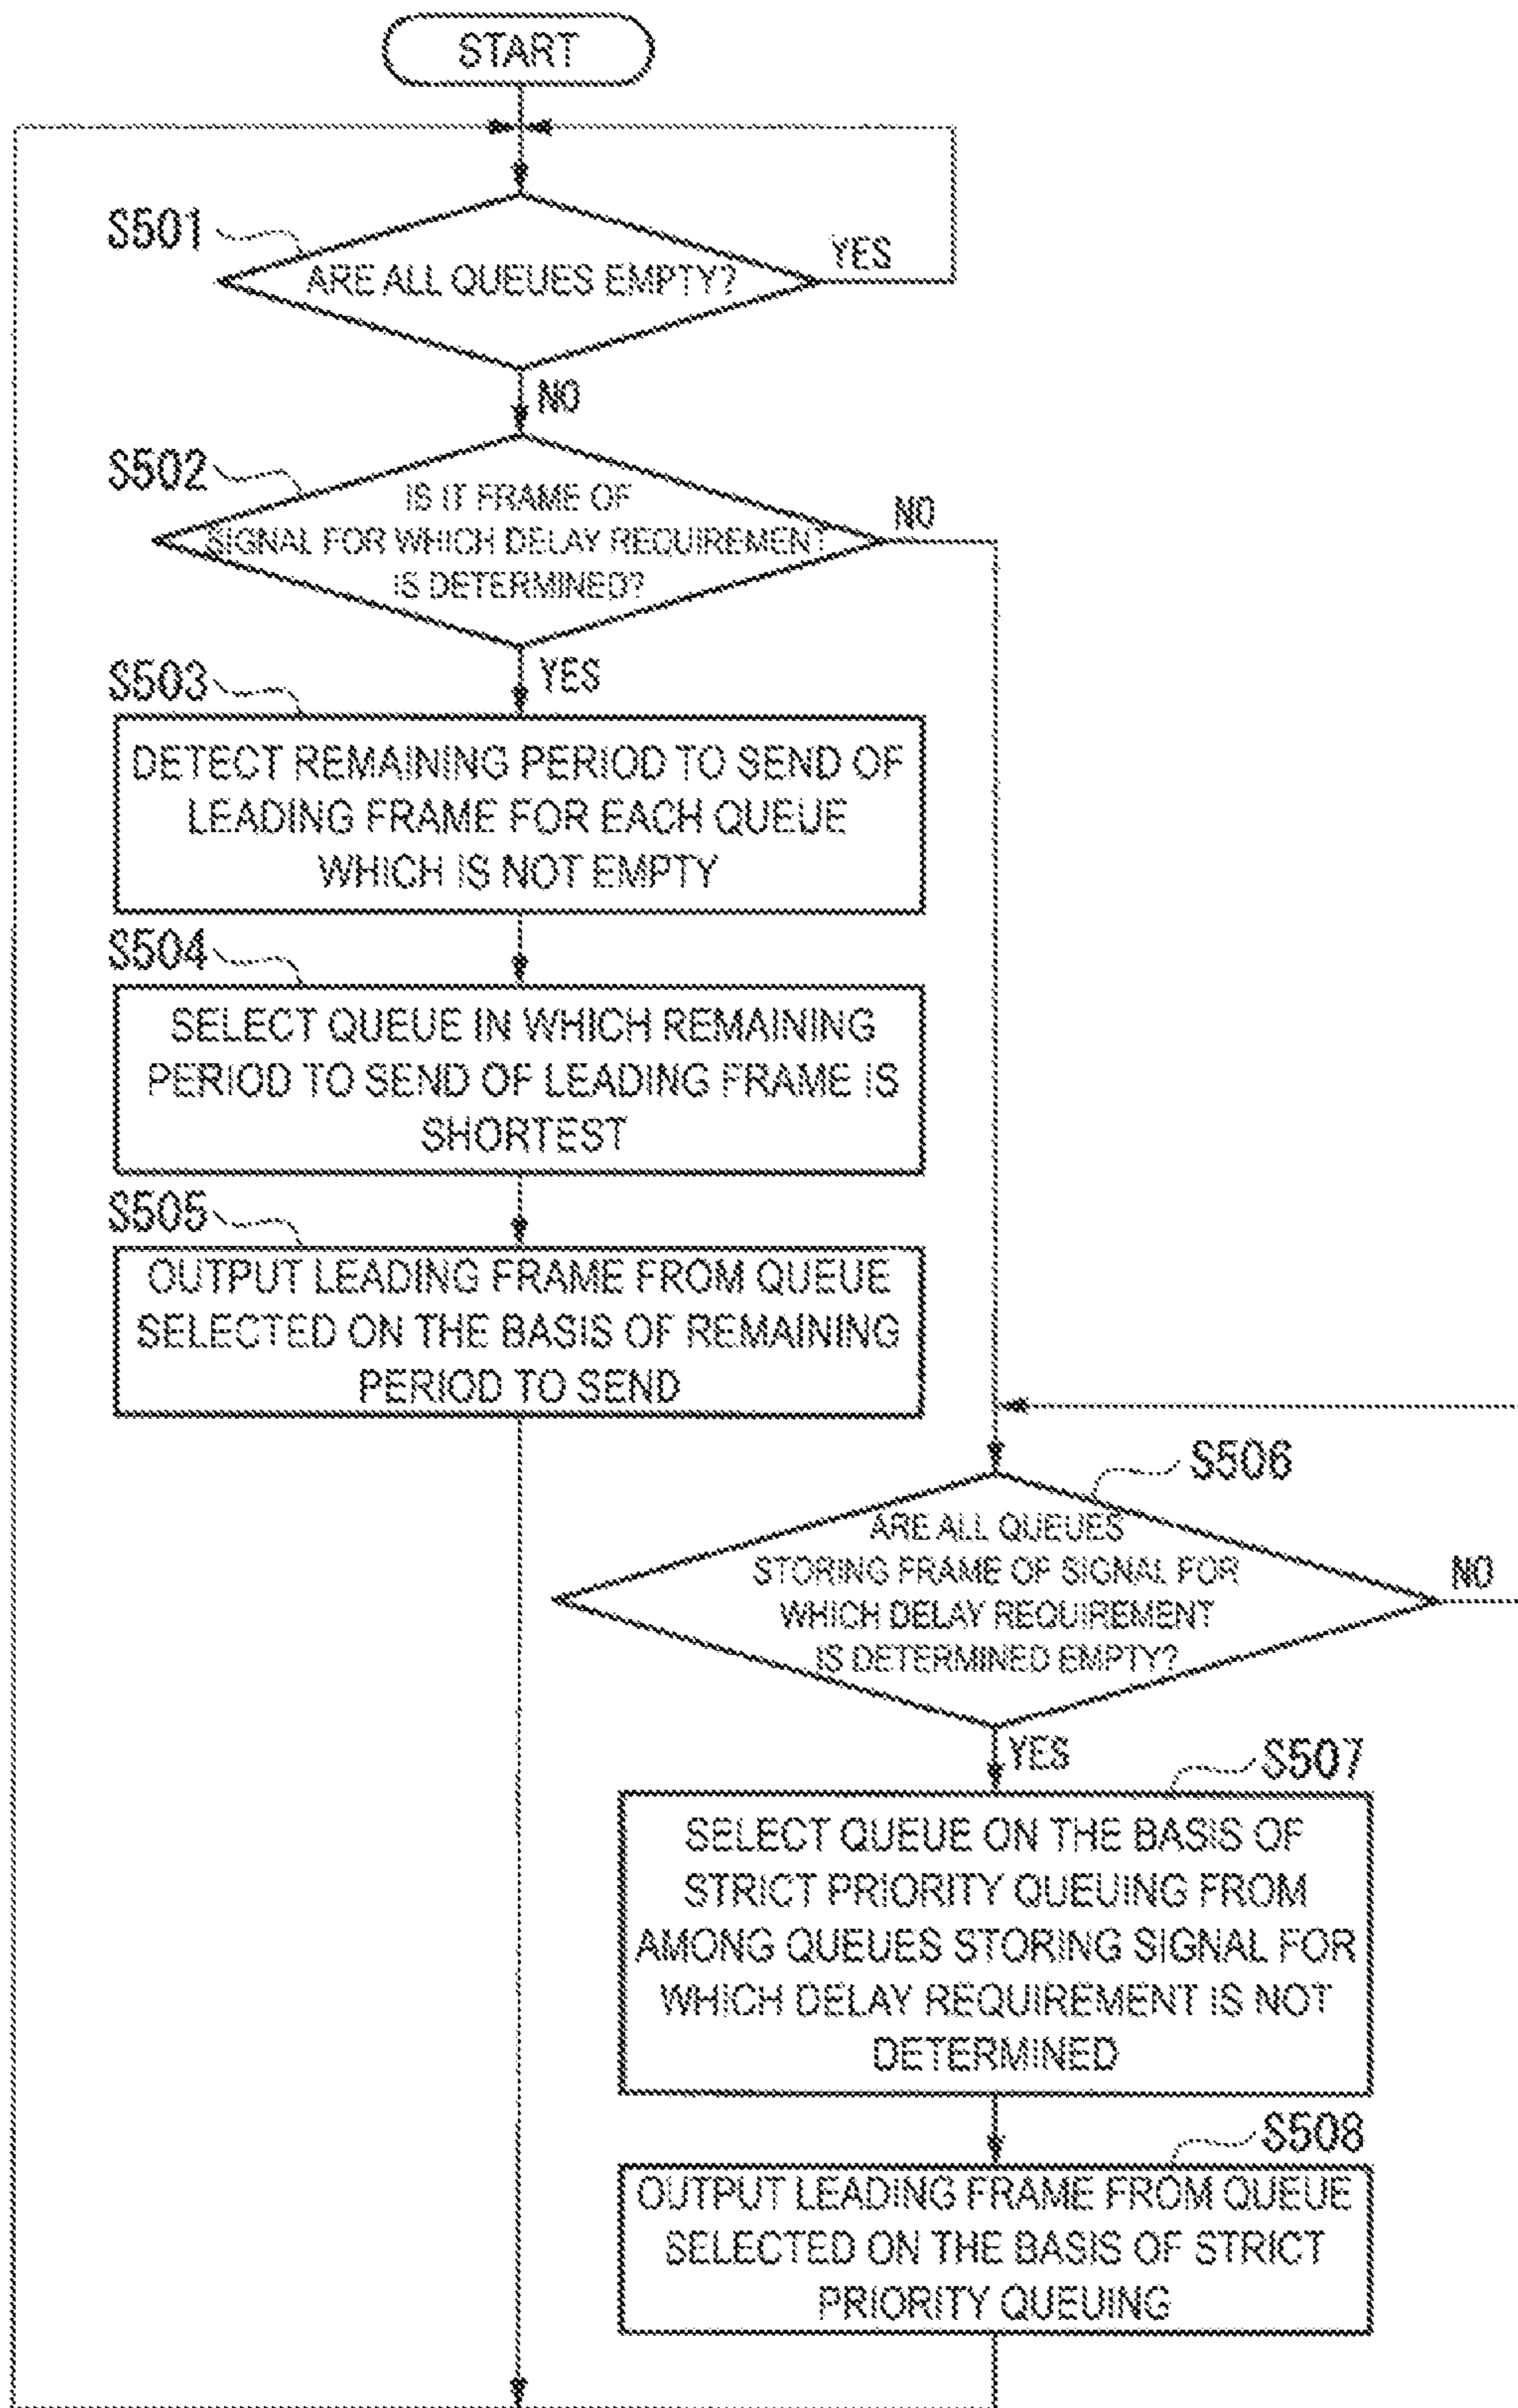 START
S501
ARE ALL QUEUES EMPTY?
YES
NO
S502
IS IT FRAME OF
SIGNAL FOR WHICH DELAY REQUIREMENT
IS DETERMINED?
NO
YES
S503
DETECT REMAINING PERIOD TO SEND OF
LEADING FRAME FOR EACH QUEUE
WHICH IS NOT EMPTY
S504
SELECT QUEUE IN WHICH REMAINING
PERIOD TO SEND OF LEADING FRAME IS
SHORTEST
S505
OUTPUT LEADING FRAME FROM QUEUE
SELECTED ON THE BASIS OF REMAINING
PERIOD TO SEND
S506
ARE ALL QUEUES
STORING FRAME OF SIGNAL FOR
WHICH DELAY REQUIREMENT
IS DETERMINED EMPTY?
NO
YES
S507
SELECT QUEUE ON THE BASIS OF
STRICT PRIORITY QUEUING FROM
AMONG QUEUES STORING SIGNAL FOR
WHICH DELAY REQUIREMENT IS NOT
DETERMINED
S508
OUTPUT LEADING FRAME FROM QUEUE
SELECTED ON THE BASIS OF STRICT
PRIORITY QUEUING